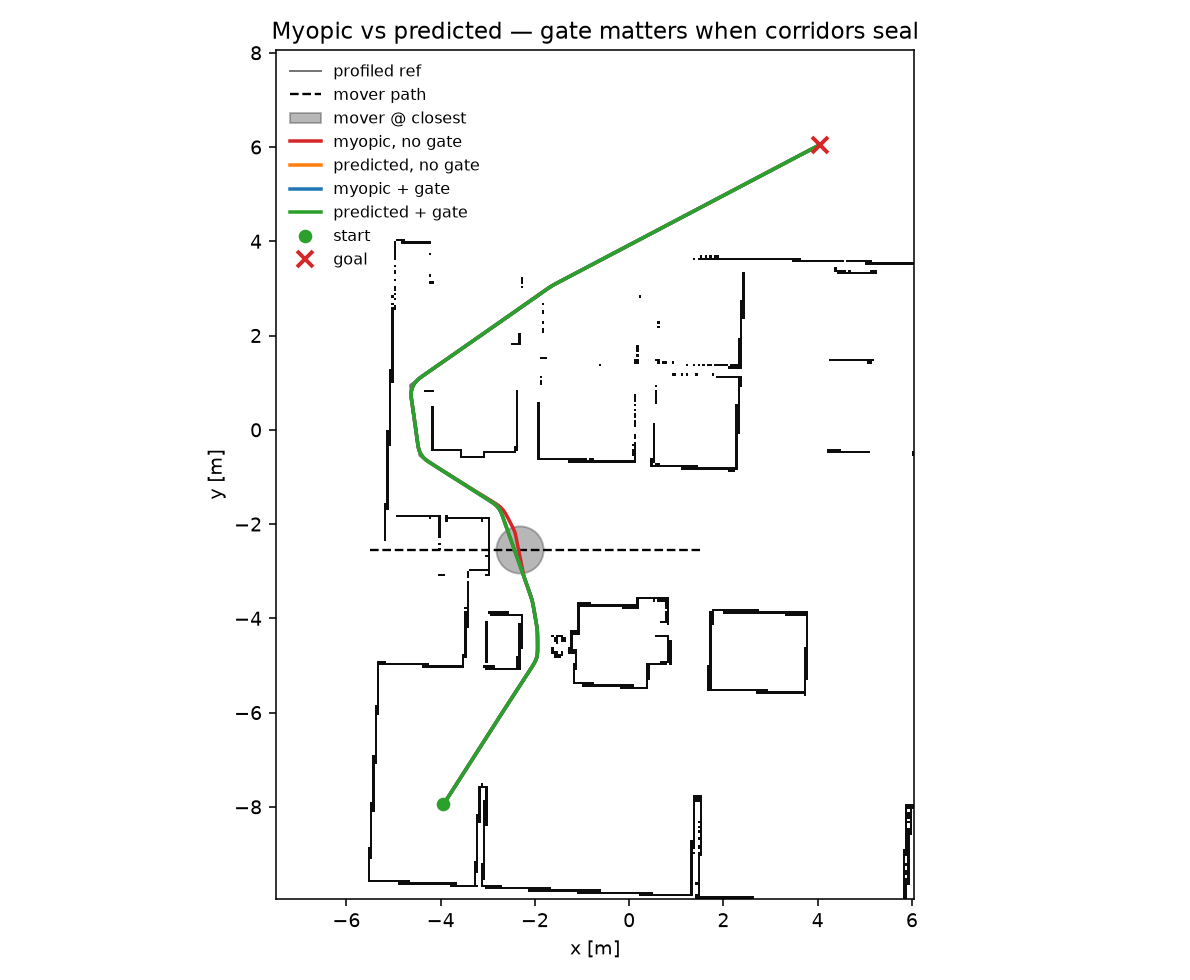 Myopic vs predicted — gate matters when corridors seal
profiled ref
mover path
mover @ closest
myopic, no gate
predicted, no gate
myopic + gate
predicted + gate
start
goal
8
6
4
2
0
−2
−4
−6
−8
y [m]
−6
−4
−2
0
2
4
6
x [m]